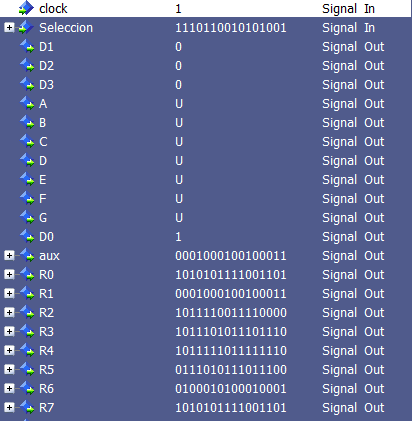 clock 1 Signal In
Seleccion 1110110010101001 Signal In
D1 0 Signal Out
D2 0 Signal Out
D3 0 Signal Out
A U Signal Out
B U Signal Out
C U Signal Out
D U Signal Out
E U Signal Out
F U Signal Out
G U Signal Out
D0 1 Signal Out
aux 0001000100100011 Signal Out
R0 1010101111001101 Signal Out
R1 0001000100100011 Signal Out
R2 1011110011110000 Signal Out
R3 1011101011101110 Signal Out
R4 1011111011111110 Signal Out
R5 0111010111011100 Signal Out
R6 0100010100010001 Signal Out
R7 1010101111001101 Signal Out